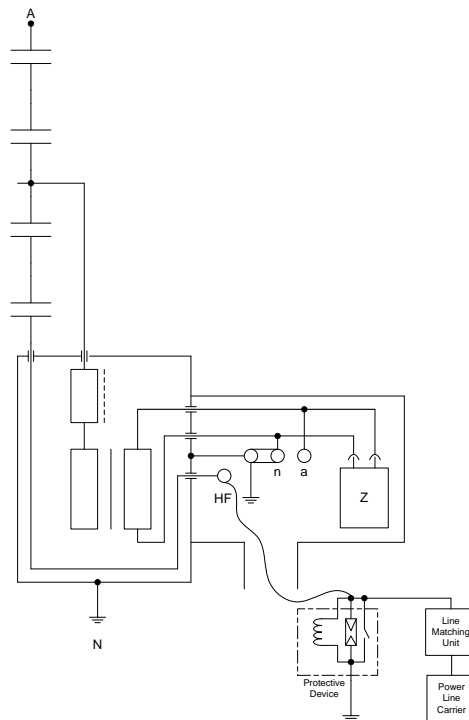 A
n
a
HF
Z
N
Line
Matching
Unit
Protective
Device
Power
Line
Carrier